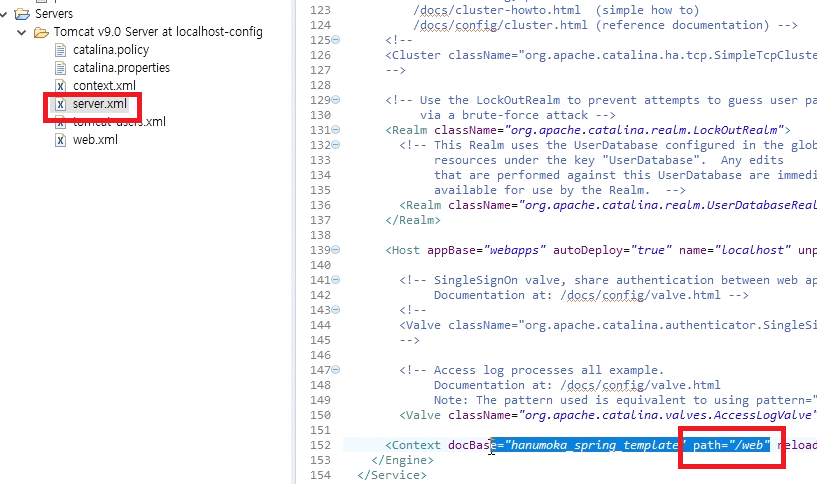 Servers
Tomcat v9.0 Server at localhost-config
catalina.policy
catalina.properties
context.xml
server.xml
tomcat-users.xml
web.xml
123 /docs/cluster-howto.html (simple how to)
124 /docs/config/cluster.html (reference documentation) -->
125 <!--
126 <Cluster className="org.apache.catalina.ha.tcp.SimpleTcpCluste
127 -->
128
129 <!-- Use the LockOutRealm to prevent attempts to guess user pa
130 via a brute-force attack -->
131 <Realm className="org.apache.catalina.realm.LockOutRealm">
132 <!-- This Realm uses the UserDatabase configured in the glob
133 resources under the key "UserDatabase". Any edits
134 that are performed against this UserDatabase are immedi
135 available for use by the Realm. -->
136 <Realm className="org.apache.catalina.realm.UserDatabaseReal
137 </Realm>
138
139 <Host appBase="webapps" autoDeploy="true" name="localhost" unp
140
141 <!-- SingleSignOn valve, share authentication between web ap
142 Documentation at: /docs/config/valve.html -->
143 <!--
144 <Valve className="org.apache.catalina.authenticator.SingleSi
145 -->
146
147 <!-- Access log processes all example.
148 Documentation at: /docs/config/valve.html
149 Note: The pattern used is equivalent to using pattern="
150 <Valve className="org.apache.catalina.valves.AccessLogValve"
151
152 <Context docBase="hanumoka_spring_template" path="/web" reload
153 </Engine>
154 </Service>